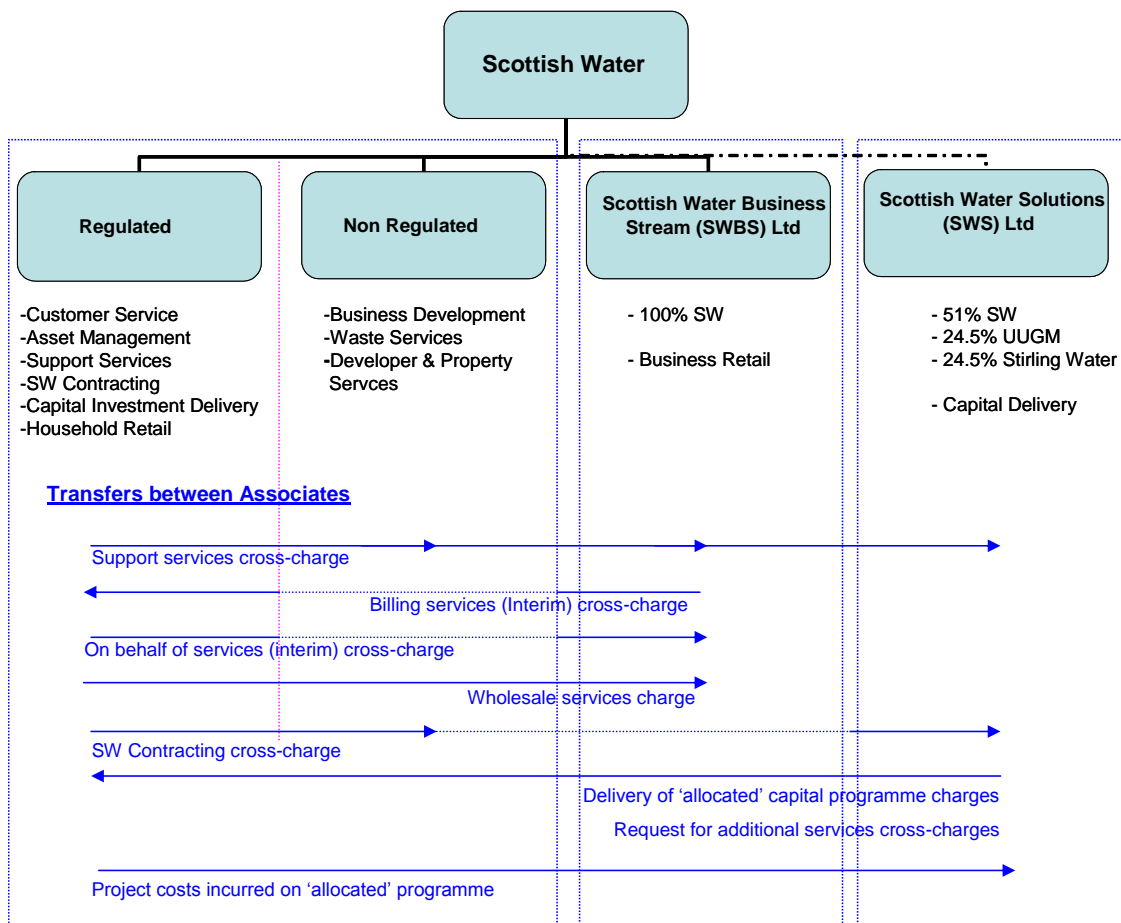 Scottish Water
Regulated
Non Regulated
Scottish Water Business
Stream (SWBS) Ltd
Scottish Water Solutions
(SWS) Ltd
-Customer Service
-Asset Management
-Support Services
-SW Contracting
-Capital Investment Delivery
-Household Retail
-Business Development
-Waste Services
-Developer & Property
Servces
- 100% SW
- Business Retail
- 51% SW
- 24.5% UUGM
- 24.5% Stirling Water
- Capital Delivery
Transfers between Associates
Support services cross-charge
Billing services (Interim) cross-charge
On behalf of services (interim) cross-charge
Wholesale services charge
SW Contracting cross-charge
Delivery of ‘allocated’ capital programme charges
Request for additional services cross-charges
Project costs incurred on ‘allocated’ programme